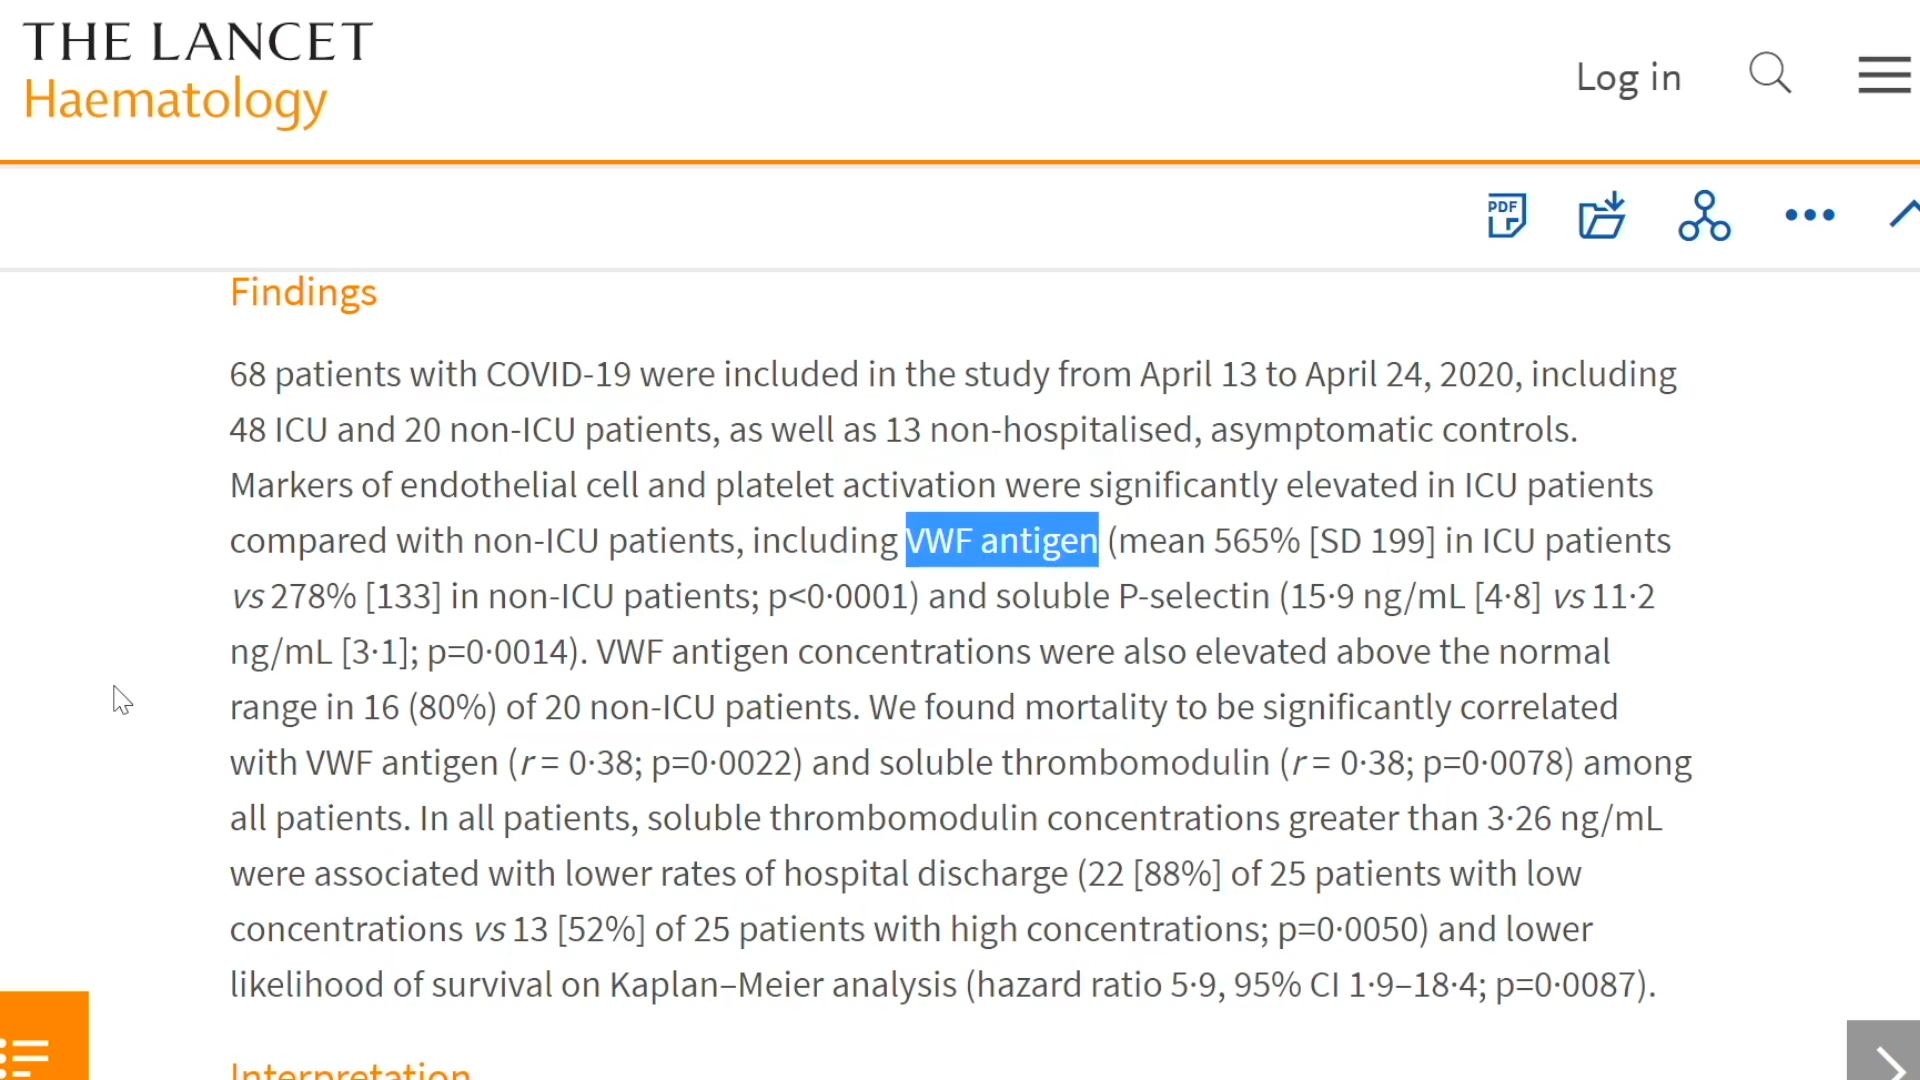 THE LANCET
Haematology
Log in
PDF
Findings
68 patients with COVID-19 were included in the study from April 13 to April 24, 2020, including
48 ICU and 20 non-ICU patients, as well as 13 non-hospitalised, asymptomatic controls.
Markers of endothelial cell and platelet activation were significantly elevated in ICU patients
compared with non-ICU patients, including VWF antigen (mean 565% [SD 199] in ICU patients
vs 278% [133] in non-ICU patients; p<0·0001) and soluble P-selectin (15·9 ng/mL [4·8] vs 11·2
ng/mL [3·1]; p=0·0014). VWF antigen concentrations were also elevated above the normal
range in 16 (80%) of 20 non-ICU patients. We found mortality to be significantly correlated
with VWF antigen (r = 0·38; p=0·0022) and soluble thrombomodulin (r = 0·38; p=0·0078) among
all patients. In all patients, soluble thrombomodulin concentrations greater than 3·26 ng/mL
were associated with lower rates of hospital discharge (22 [88%] of 25 patients with low
concentrations vs 13 [52%] of 25 patients with high concentrations; p=0·0050) and lower
likelihood of survival on Kaplan–Meier analysis (hazard ratio 5·9, 95% CI 1·9–18·4; p=0·0087).
Interpretation